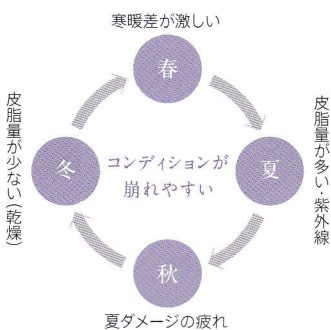 寒暖差が激しい
春
皮脂量が多い・紫外線
夏
夏ダメージの疲れ
秋
皮脂量が少ない(乾燥)
冬
コンディションが
崩れやすい